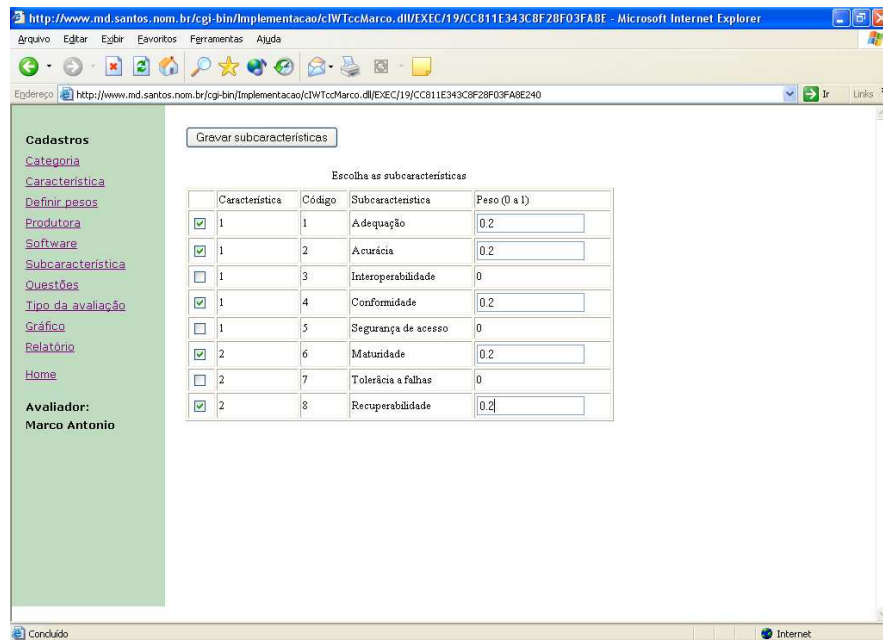 http://www.md.santos.nom.br/cgi-bin/Implementacao/cIWTccMarco.dll/EXEC/19/CC811E343C8F28F03FA8E - Microsoft Internet Explorer
Arquivo Editar Exibir Favoritos Ferramentas Ajuda
Endereço http://www.md.santos.nom.br/cgi-bin/Implementacao/cIWTccMarco.dll/EXEC/19/CC811E343C8F28F03FA8E240 Ir Links
Cadastros
Categoria
Característica
Definir pesos
Produtora
Software
Subcaracterística
Questões
Tipo da avaliação
Gráfico
Relatório
Home
Avaliador:
Marco Antonio
Gravar subcaracterísticas
Escolha as subcaracterísticas
Característica Código Subcaracteristica Peso (0 a 1)
1 1 Adequação 0.2
1 2 Acurácia 0.2
1 3 Interoperabilidade 0
1 4 Conformidade 0.2
1 5 Segurança de acesso 0
2 6 Maturidade 0.2
2 7 Tolerâcia a falhas 0
2 8 Recuperabilidade 0.2
Concluído Internet